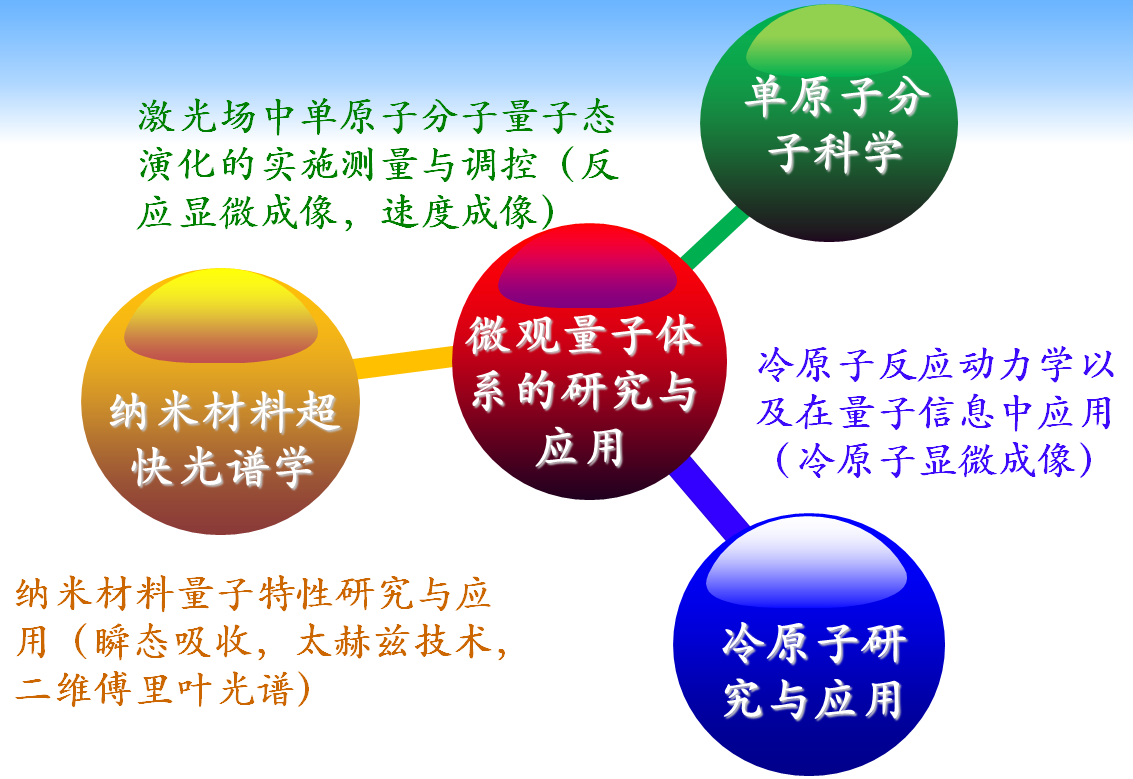 单原子分
子科学
激光场中单原子分子量子态
演化的实施测量与调控（反
应显微成像，速度成像）
微观量子体
系的研究与
应用
纳米材料超
快光谱学
冷原子反应动力学以
及在量子信息中应用
（冷原子显微成像）
纳米材料量子特性研究与应
用（瞬态吸收，太赫兹技术，
二维傅里叶光谱）
冷原子研
究与应用